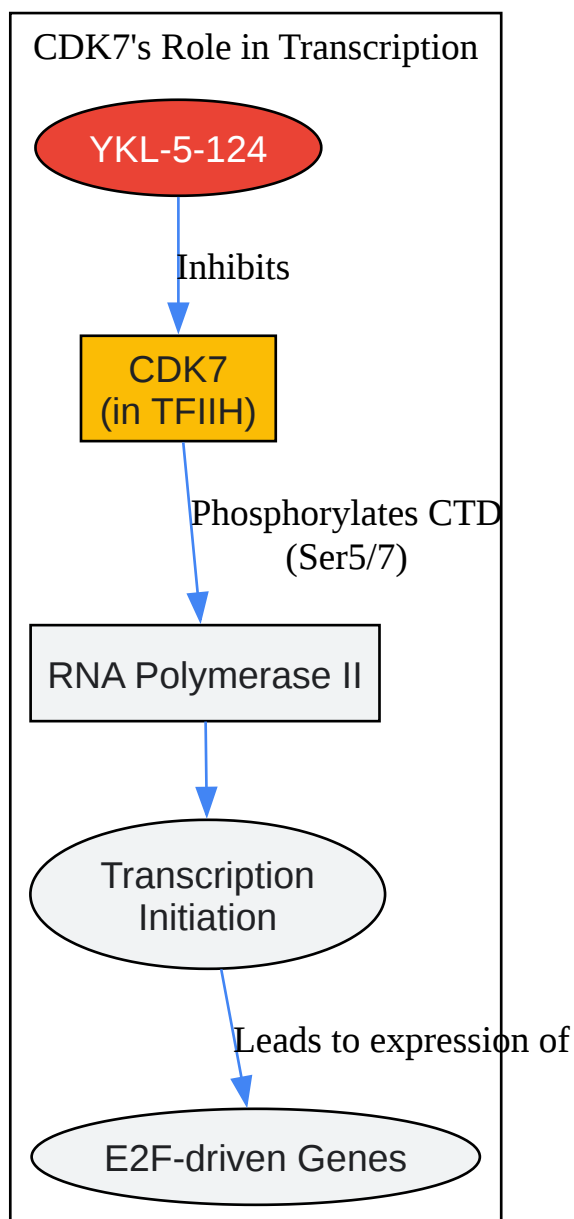 CDK7's Role in Transcription
YKL-5-124
Inhibits
CDK7
(in TFIIH)
Phosphorylates CTD
(Ser5/7)
RNA Polymerase II
Transcription
Initiation
Leads to expression of
E2F-driven Genes